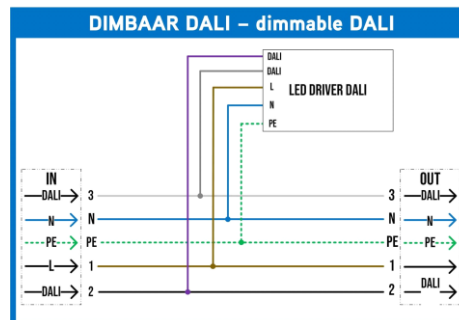 DIMBAAR DALI – dimmable DALI
DALI
DALI
L
N
PE
LED DRIVER DALI
IN
OUT
DALI 3 3 DALI
N N N N
PE PE PE PE
L 1 1
DALI 2 2 DALI